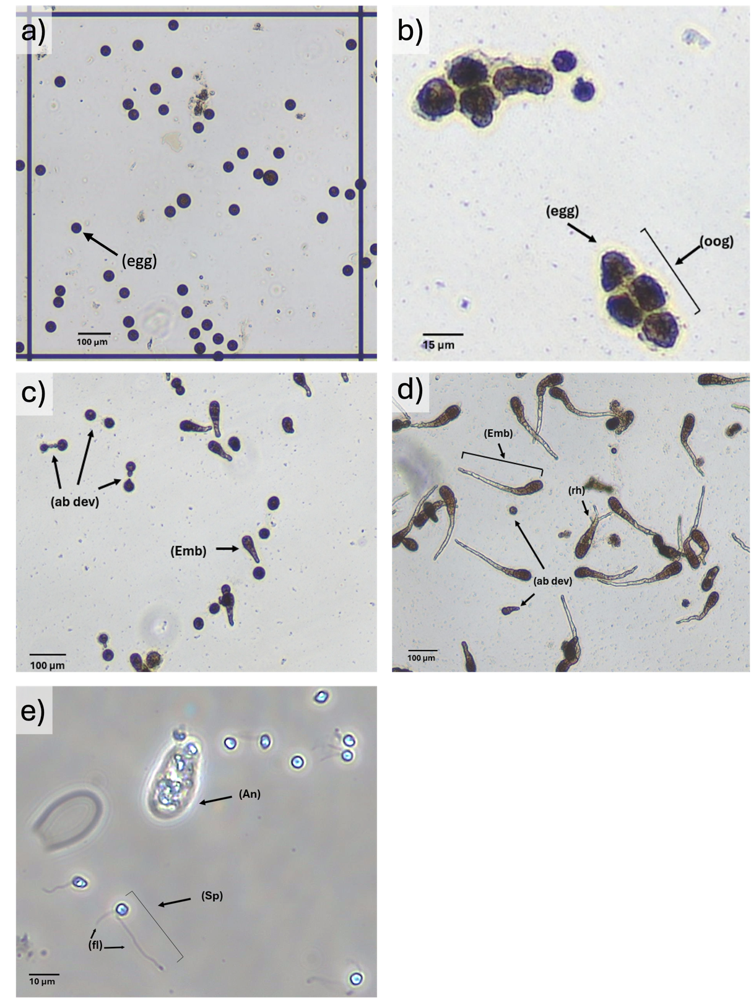 a)
(egg)
100 µm
b)
(egg)
(oog)
15 µm
c)
(ab dev)
(Emb)
100 µm
d)
(Emb)
(rh)
(ab dev)
100 µm
e)
(An)
(Sp)
(fl)
10 µm